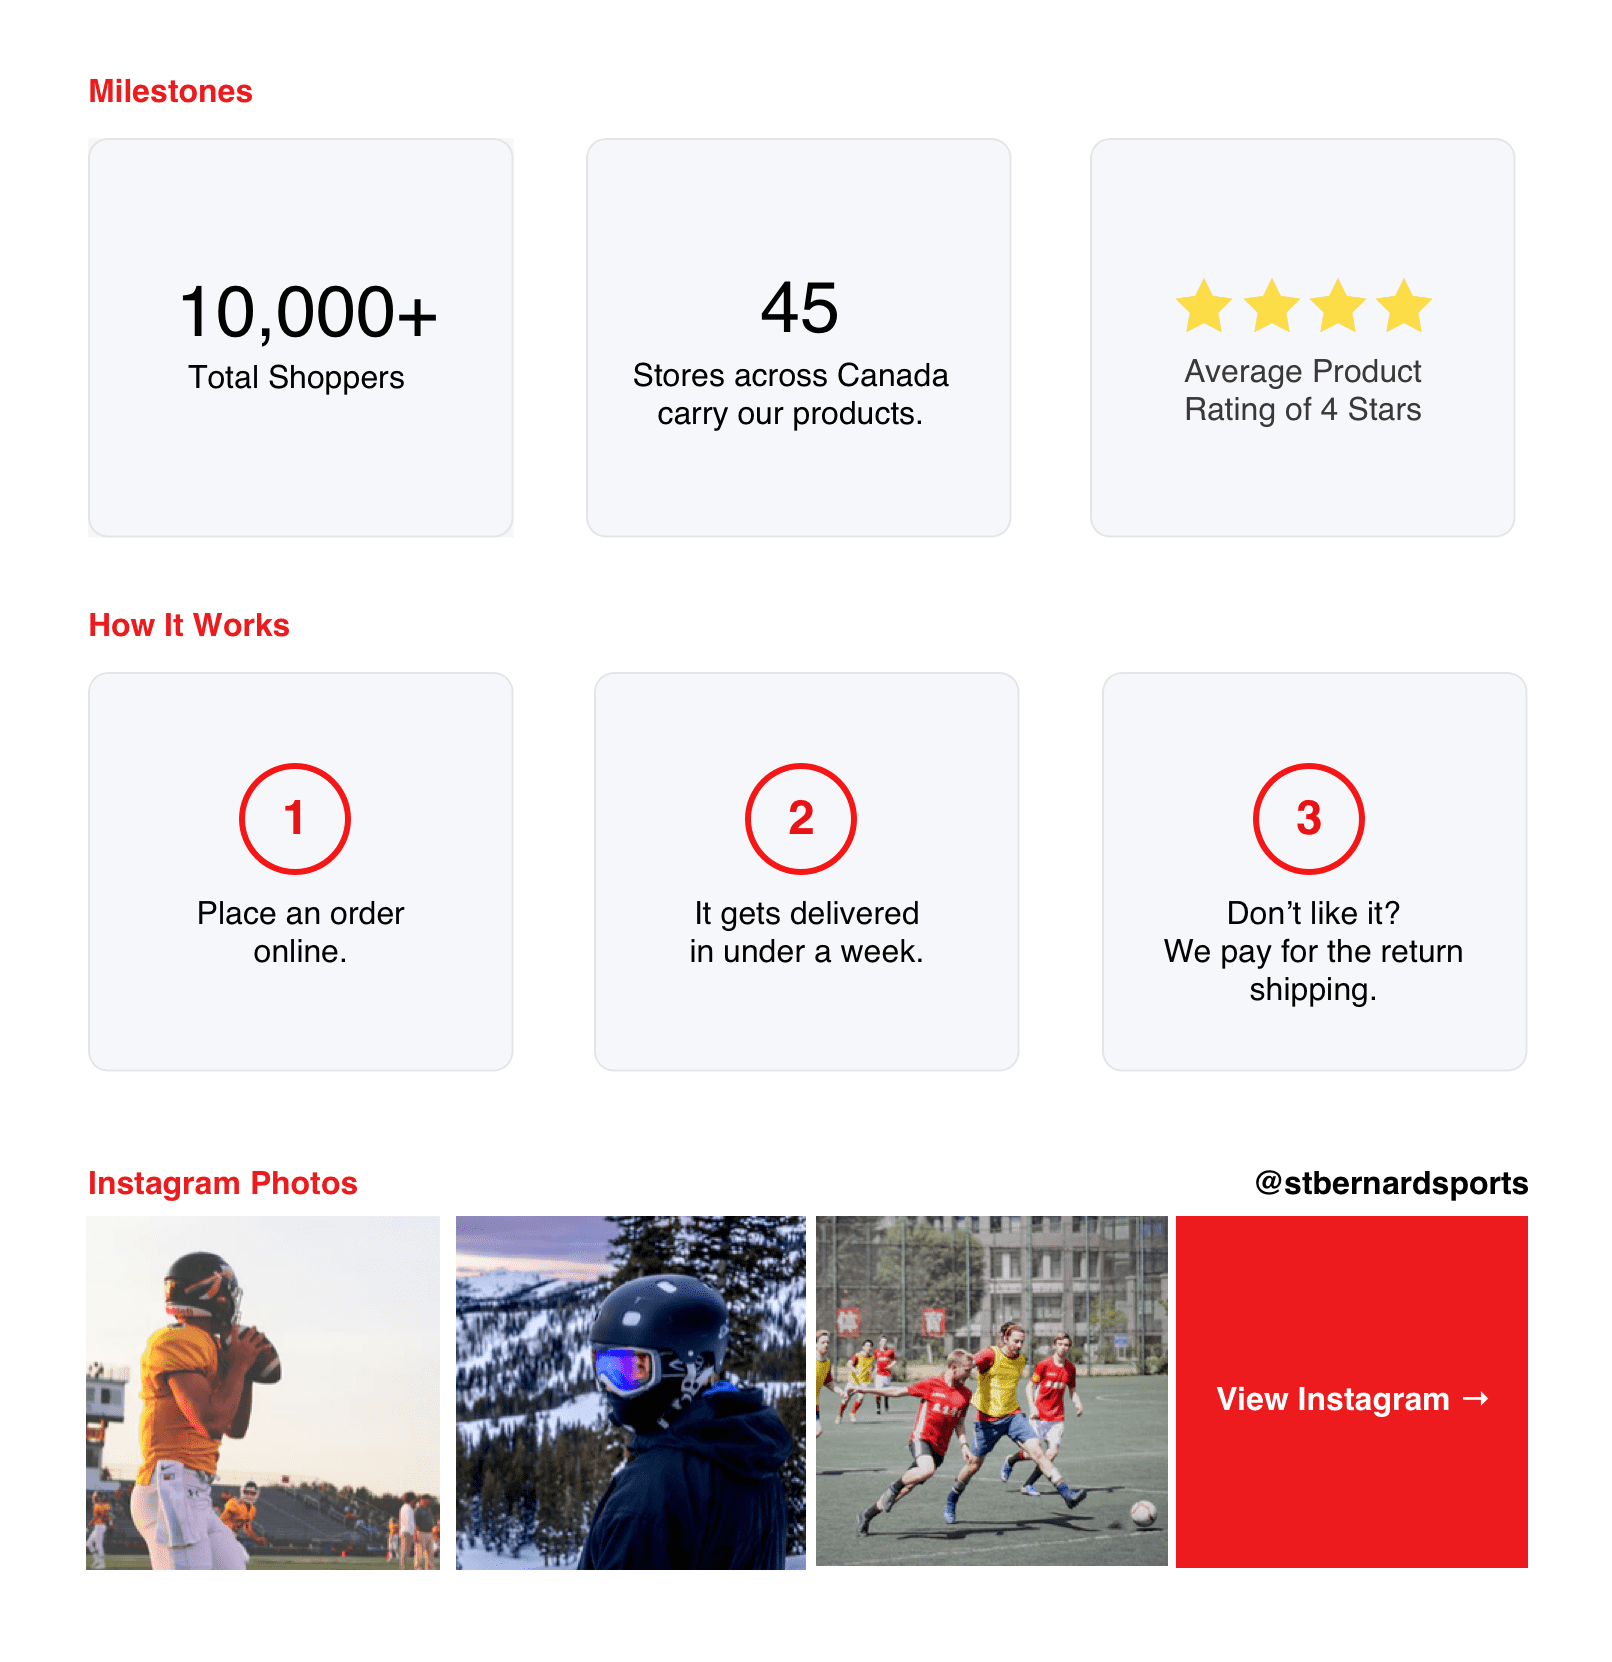 Milestones
10,000+
Total Shoppers
45
Stores across Canada
carry our products.
Average Product
Rating of 4 Stars
How It Works
1
Place an order
online.
2
It gets delivered
in under a week.
3
Don’t like it?
We pay for the return
shipping.
Instagram Photos
@stbernardsports
View Instagram →